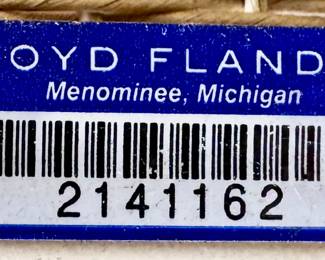 OYD FLAND
Menominee, Michigan
2141162